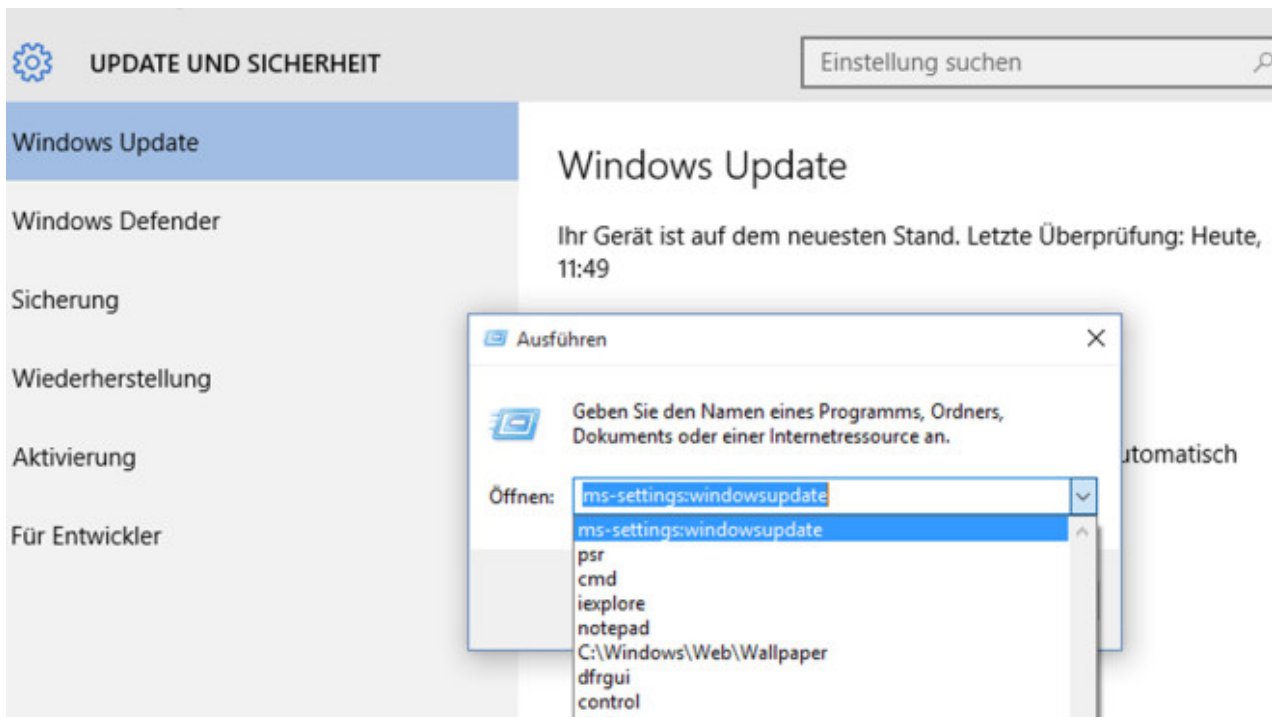 UPDATE UND SICHERHEIT
Einstellung suchen
Windows Update
Windows Defender
Sicherung
Wiederherstellung
Aktivierung
Für Entwickler
Windows Update
Ihr Gerät ist auf dem neuesten Stand. Letzte Überprüfung: Heute,
11:49
Ausführen
Geben Sie den Namen eines Programms, Ordners,
Dokuments oder einer Internetressource an.
Öffnen: ms-settings:windowsupdate
ms-settings:windowsupdate
psr
cmd
iexplore
notepad
C:\Windows\Web\Wallpaper
dfrgui
control